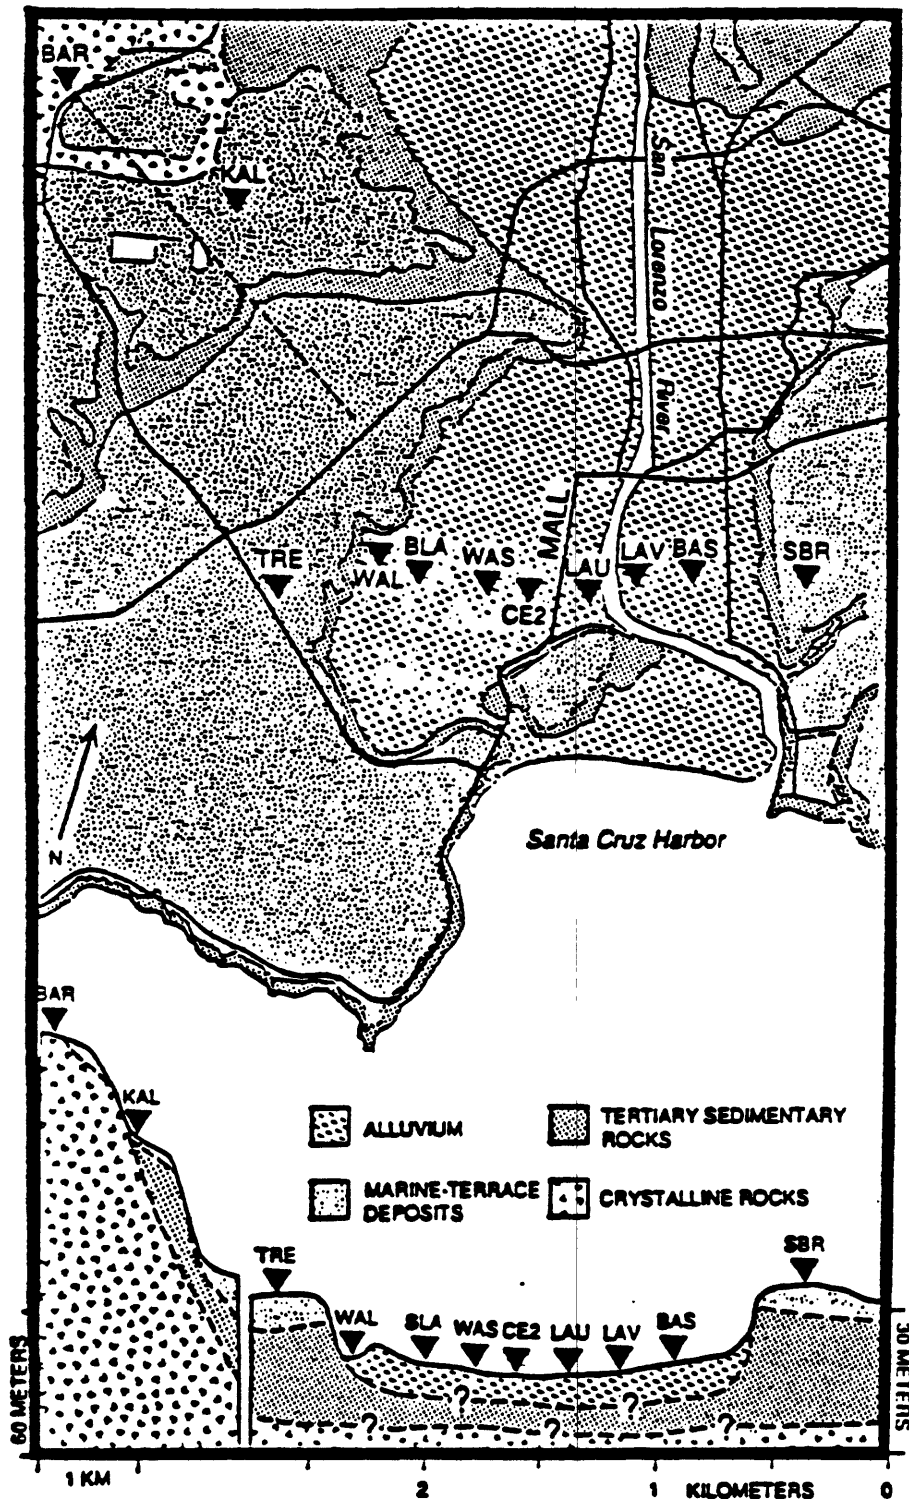 BAR
KAL
San Lorenzo River
MALL
TRE
WAL
BLA
WAS
CE2
LAU
LAV
BAS
SBR
N
Santa Cruz Harbor
BAR
KAL
ALLUVIUM
TERTIARY SEDIMENTARY
ROCKS
MARINE-TERRACE
DEPOSITS
CRYSTALLINE ROCKS
TRE
SBR
WAL
BLA
WAS
CE2
LAU
LAV
BAS
60 METERS
30 METERS
?
?
?
?
?
1 KM
2
1
KILOMETERS
0